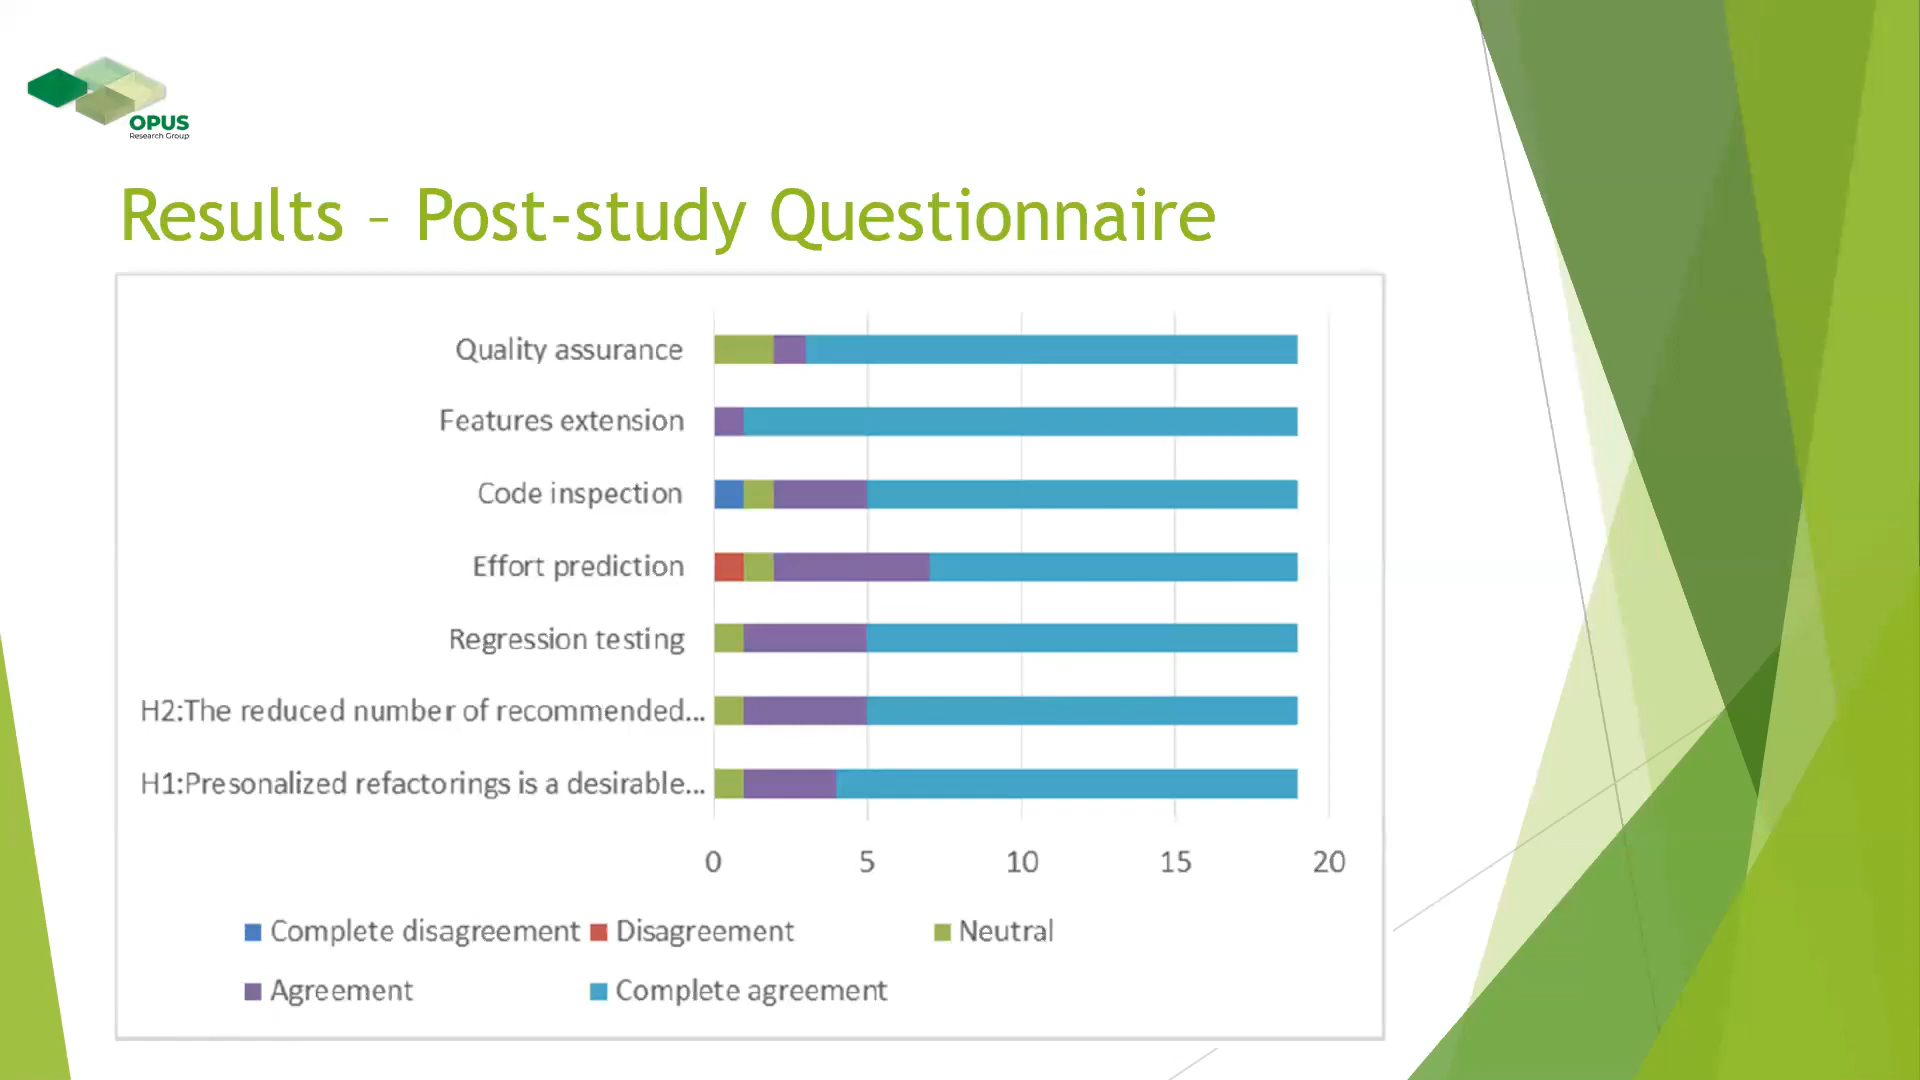 OPUS
Research Group
Results – Post-study Questionnaire
Quality assurance
Features extension
Code inspection
Effort prediction
Regression testing
H2:The reduced number of recommended...
H1:Presonalized refactorings is a desirable...
0 5 10 15 20
Complete disagreement Disagreement Neutral
Agreement Complete agreement